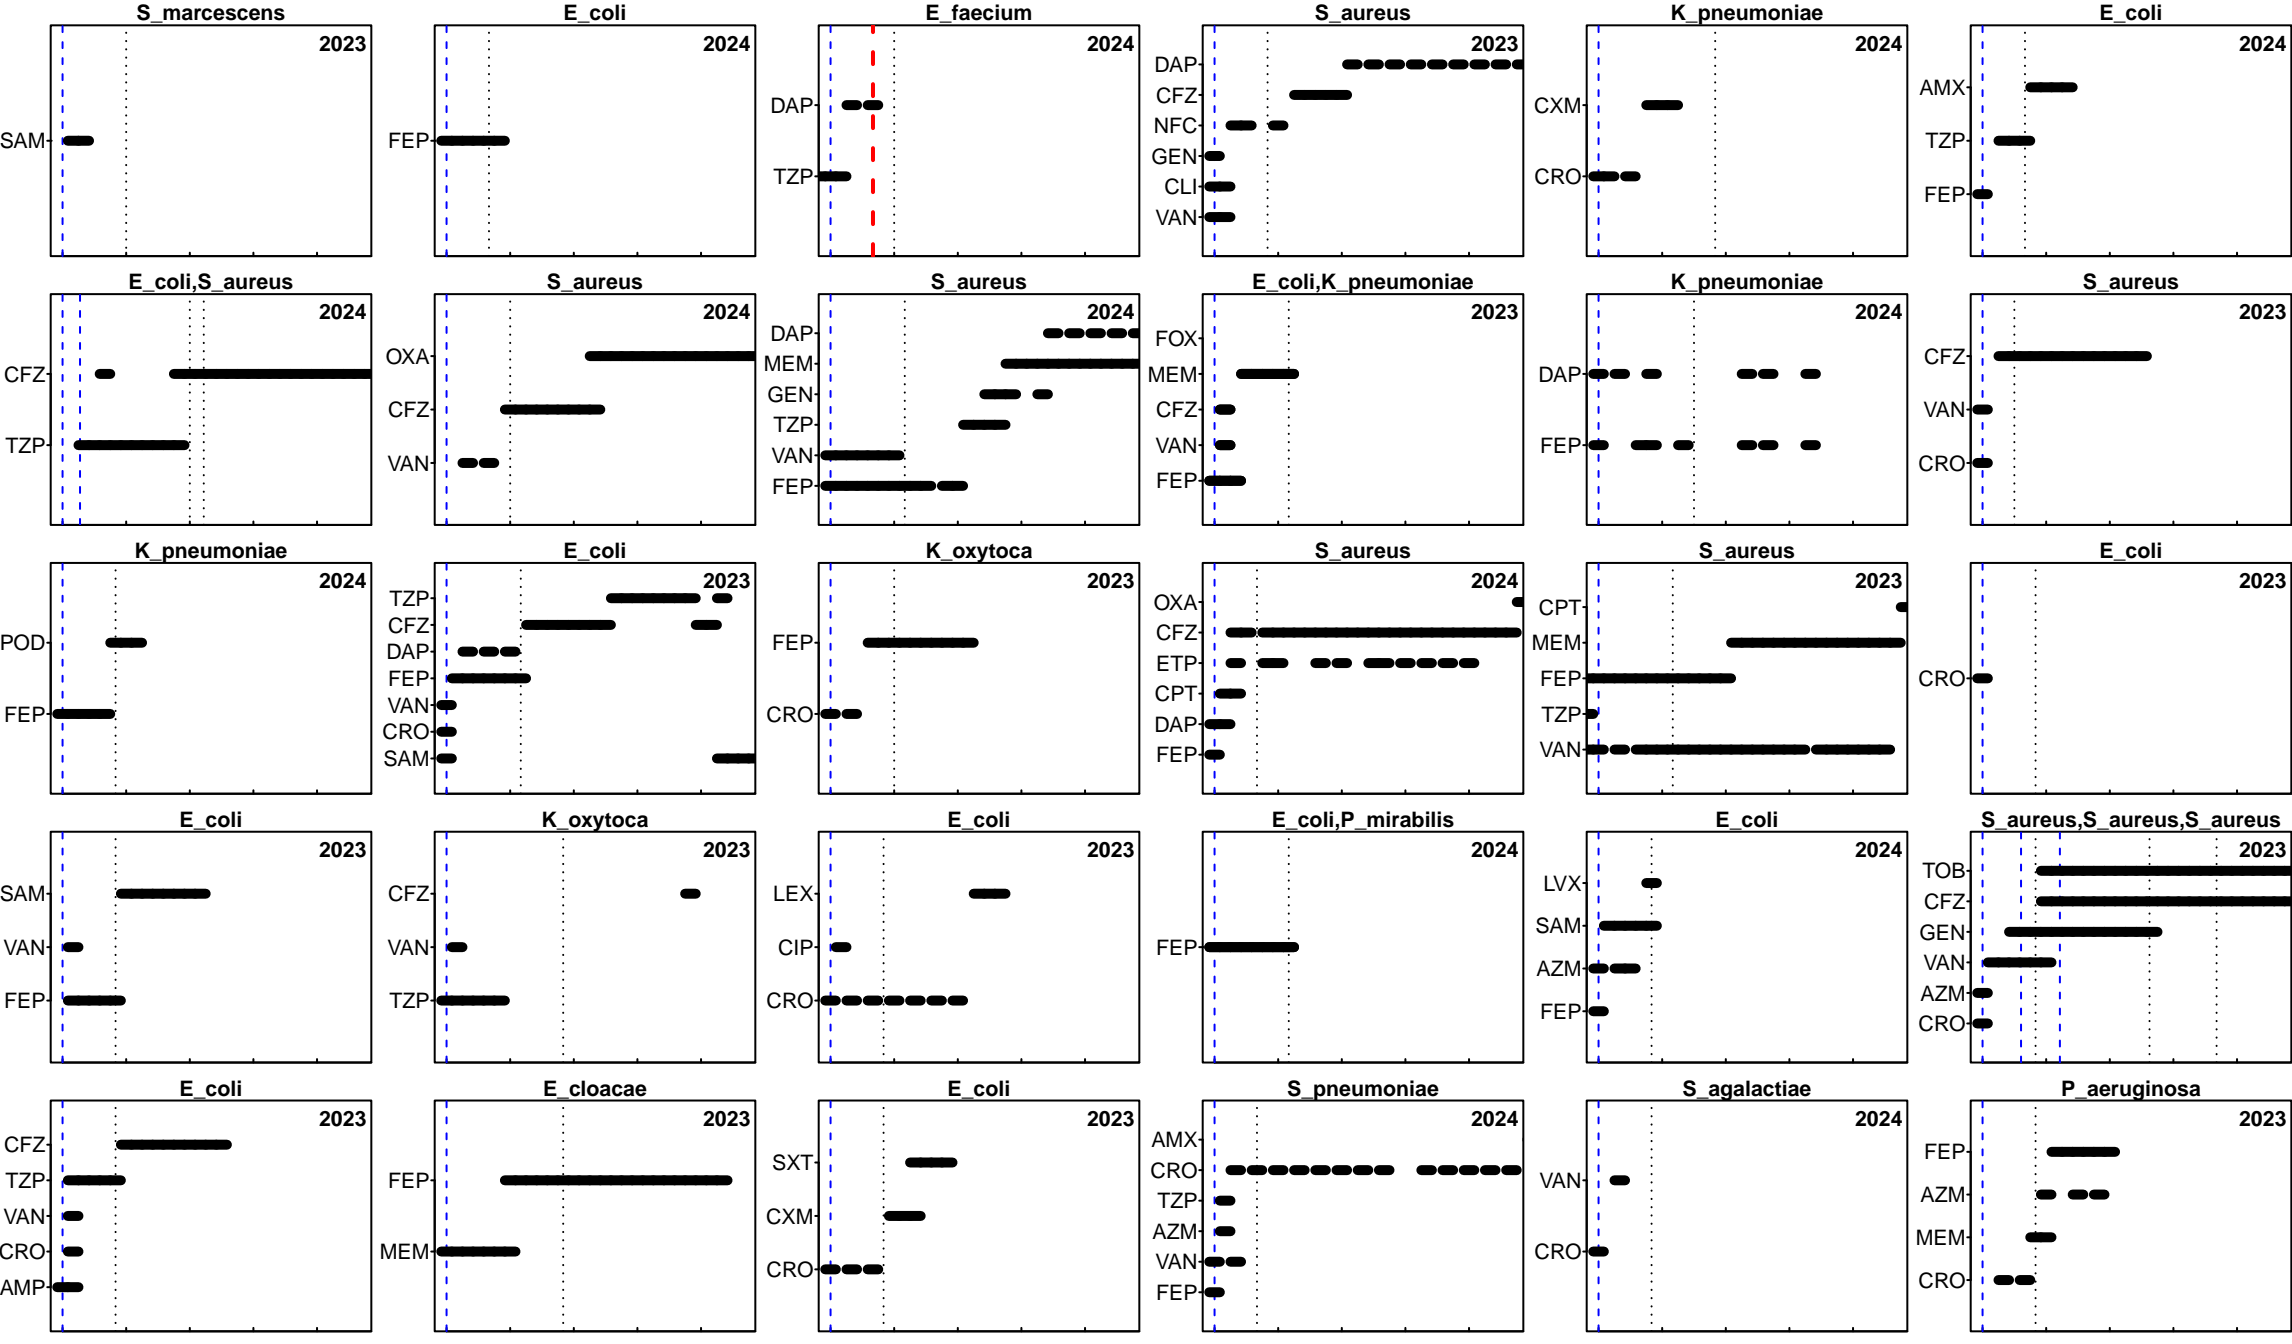 S_marcescens
2023
SAM
E_coli
2024
FEP
E_faecium
2024
DAP
TZP
S_aureus
2023
DAP
CFZ
NFC
GEN
CLI
VAN
K_pneumoniae
2024
CXM
CRO
E_coli
2024
AMX
TZP
FEP
E_coli,S_aureus
2024
CFZ
TZP
S_aureus
2024
OXA
CFZ
VAN
S_aureus
2024
DAP
MEM
GEN
TZP
VAN
FEP
E_coli,K_pneumoniae
2023
FOX
MEM
CFZ
VAN
FEP
K_pneumoniae
2024
DAP
FEP
S_aureus
2023
CFZ
VAN
CRO
K_pneumoniae
2024
POD
FEP
E_coli
2023
TZP
CFZ
DAP
FEP
VAN
CRO
SAM
K_oxytoca
2023
FEP
CRO
S_aureus
2024
OXA
CFZ
ETP
CPT
DAP
FEP
S_aureus
2023
CPT
MEM
FEP
TZP
VAN
E_coli
2023
CRO
E_coli
2023
SAM
VAN
FEP
K_oxytoca
2023
CFZ
VAN
TZP
E_coli
2023
LEX
CIP
CRO
E_coli,P_mirabilis
2024
FEP
E_coli
2024
LVX
SAM
AZM
FEP
S_aureus,S_aureus,S_aureus
2023
TOB
CFZ
GEN
VAN
AZM
CRO
E_coli
2023
CFZ
TZP
VAN
CRO
AMP
E_cloacae
2023
FEP
MEM
E_coli
2023
SXT
CXM
CRO
S_pneumoniae
2024
AMX
CRO
TZP
AZM
VAN
FEP
S_agalactiae
2024
VAN
CRO
P_aeruginosa
2023
FEP
AZM
MEM
CRO